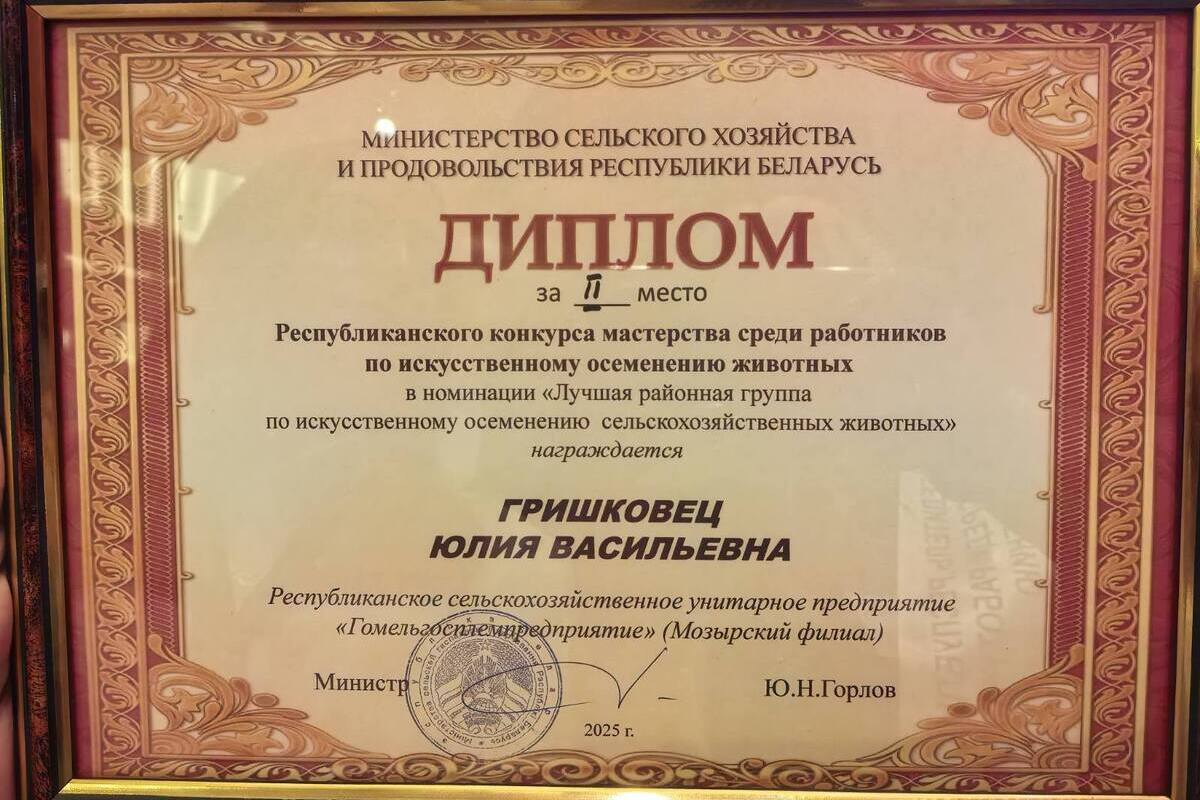 МИНИСТЕРСТВО СЕЛЬСКОГО ХОЗЯЙСТВА
И ПРОДОВОЛЬСТВИЯ РЕСПУБЛИКИ БЕЛАРУСЬ
ДИПЛОМ
за II место
Республиканского конкурса мастерства среди работников
по искусственному осеменению животных
в номинации «Лучшая районная группа
по искусственному осеменению сельскохозяйственных животных»
награждается
ГРИШКОВЕЦ
ЮЛИЯ ВАСИЛЬЕВНА
Республиканское сельскохозяйственное унитарное предприятие
«Гомельгосплемпредприятие» (Мозырский филиал)
Министр Ю.Н.Горлов
2025 г.